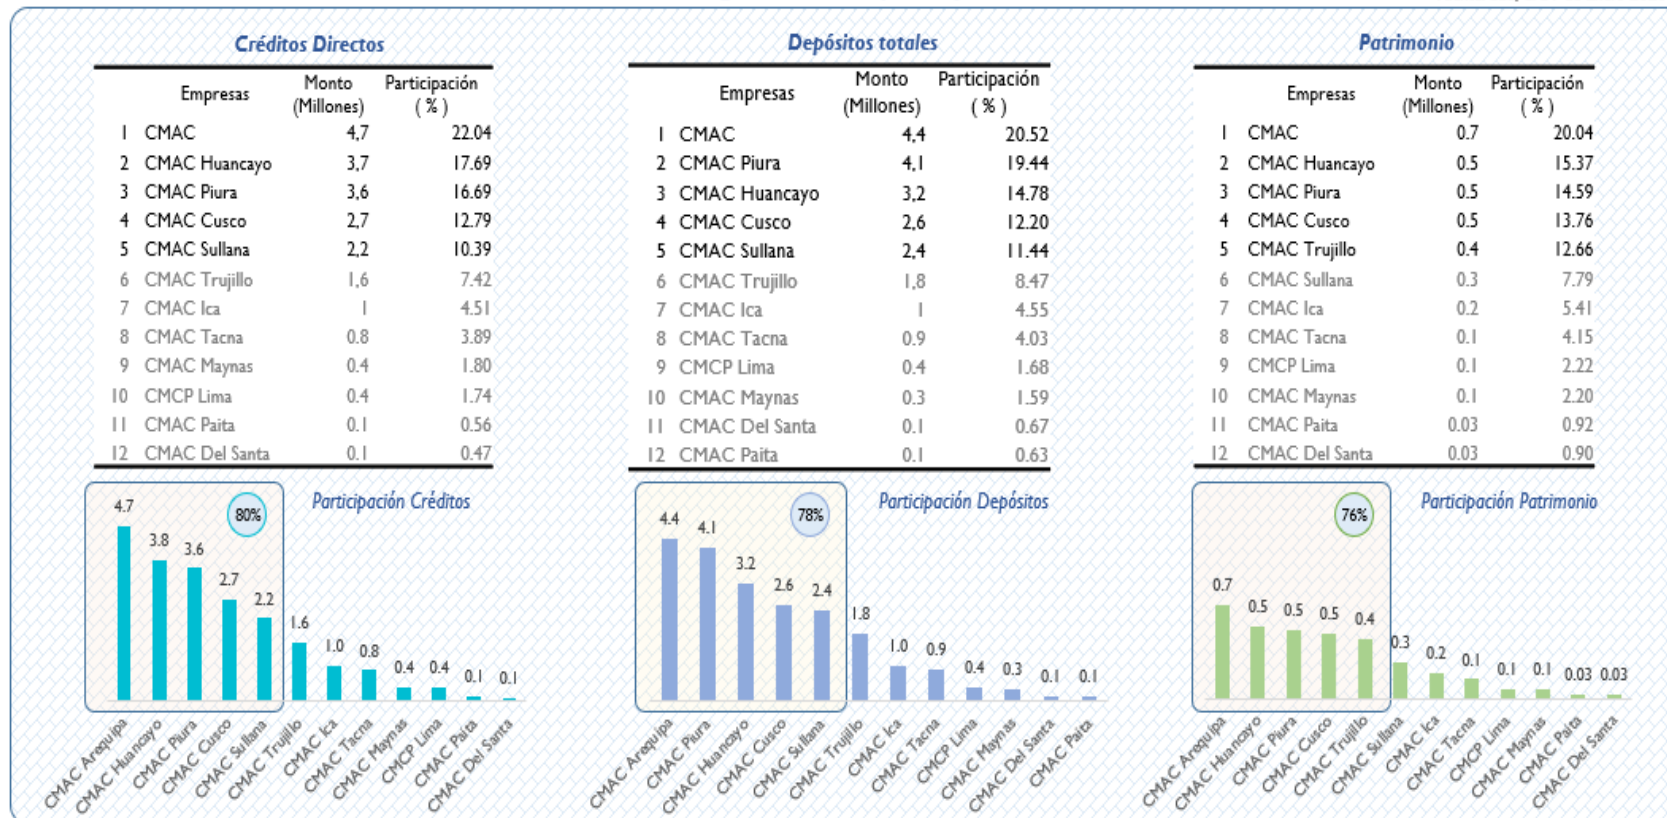 Créditos Directos
Empresas Monto (Millones) Participación ( % )
1 CMAC 4,7 22.04
2 CMAC Huancayo 3,7 17.69
3 CMAC Piura 3,6 16.69
4 CMAC Cusco 2,7 12.79
5 CMAC Sullana 2,2 10.39
6 CMAC Trujillo 1,6 7.42
7 CMAC Ica 1 4.51
8 CMAC Tacna 0.8 3.89
9 CMAC Maynas 0.4 1.80
10 CMCP Lima 0.4 1.74
11 CMAC Paita 0.1 0.56
12 CMAC Del Santa 0.1 0.47
Depósitos totales
Empresas Monto (Millones) Participación ( % )
1 CMAC 4,4 20.52
2 CMAC Piura 4,1 19.44
3 CMAC Huancayo 3,2 14.78
4 CMAC Cusco 2,6 12.20
5 CMAC Sullana 2,4 11.44
6 CMAC Trujillo 1,8 8.47
7 CMAC Ica 1 4.55
8 CMAC Tacna 0.9 4.03
9 CMCP Lima 0.4 1.68
10 CMAC Maynas 0.3 1.59
11 CMAC Del Santa 0.1 0.67
12 CMAC Paita 0.1 0.63
Patrimonio
Empresas Monto (Millones) Participación ( % )
1 CMAC 0.7 20.04
2 CMAC Huancayo 0.5 15.37
3 CMAC Piura 0.5 14.59
4 CMAC Cusco 0.5 13.76
5 CMAC Trujillo 0.4 12.66
6 CMAC Sullana 0.3 7.79
7 CMAC Ica 0.2 5.41
8 CMAC Tacna 0.1 4.15
9 CMCP Lima 0.1 2.22
10 CMAC Maynas 0.1 2.20
11 CMAC Paita 0.03 0.92
12 CMAC Del Santa 0.03 0.90
Participación Créditos
80%
4.7 3.8 3.6 2.7 2.2 1.6 1.0 0.8 0.4 0.4 0.1 0.1
CMAC Arequipa
CMAC Huancayo
CMAC Piura
CMAC Cusco
CMAC Sullana
CMAC Trujillo
CMAC Ica
CMAC Tacna
CMAC Maynas
CMCP Lima
CMAC Paita
CMAC Del Santa
Participación Depósitos
78%
4.4 4.1 3.2 2.6 2.4 1.8 1.0 0.9 0.4 0.3 0.1 0.1
CMAC Arequipa
CMAC Piura
CMAC Huancayo
CMAC Cusco
CMAC Sullana
CMAC Trujillo
CMAC Ica
CMAC Tacna
CMCP Lima
CMAC Maynas
CMAC Del Santa
CMAC Paita
Participación Patrimonio
76%
0.7 0.5 0.5 0.5 0.4 0.3 0.2 0.1 0.1 0.1 0.03 0.03
CMAC Arequipa
CMAC Huancayo
CMAC Piura
CMAC Cusco
CMAC Trujillo
CMAC Sullana
CMAC Ica
CMAC Tacna
CMCP Lima
CMAC Maynas
CMAC Paita
CMAC Del Santa